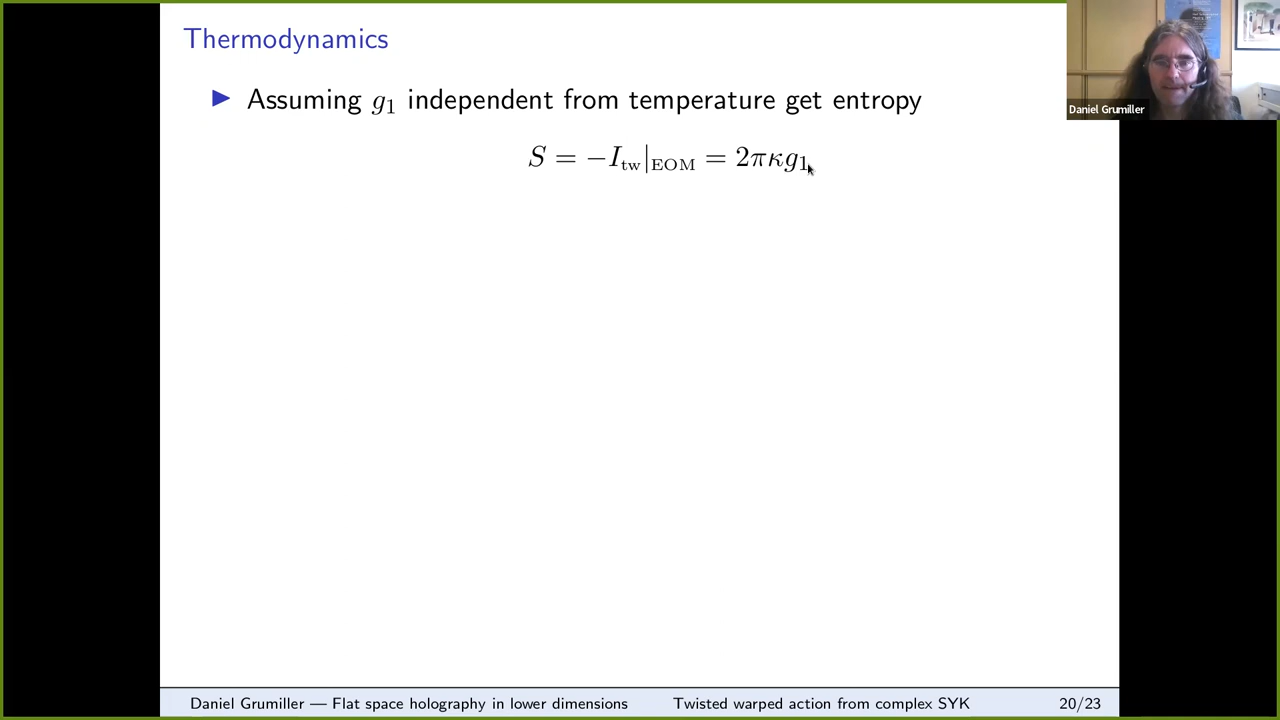 Thermodynamics
▶ Assuming g₁ independent from temperature get entropy
S = −I_tw|_EOM = 2πκg₁
Daniel Grumiller
Daniel Grumiller — Flat space holography in lower dimensions Twisted warped action from complex SYK 20/23